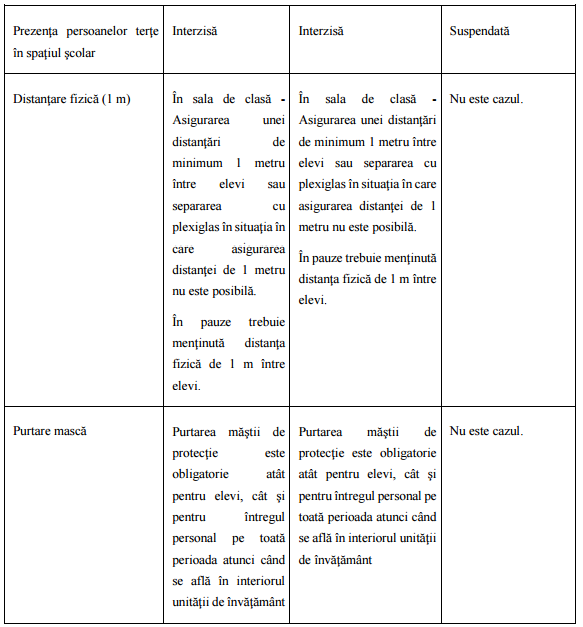 Prezența persoanelor terțe
în spațiul școlar
Interzisă
Interzisă
Suspendată
Distanțare fizică (1 m)
În sala de clasă -
Asigurarea unei
distanțări de
minimum 1 metru
între elevi sau
separarea cu
plexiglas în situația în
care asigurarea
distanței de 1 metru
nu este posibilă.
În pauze trebuie
menținută distanța
fizică de 1 m între
elevi.
În sala de clasă -
Asigurarea unei distanțări
de minimum 1 metru între
elevi sau separarea cu
plexiglas în situația în care
asigurarea distanței de 1
metru nu este posibilă.
În pauze trebuie menținută
distanța fizică de 1 m între
elevi.
Nu este cazul.
Purtare mască
Purtarea măștii de
protecție este
obligatorie atât
pentru elevi, cât și
pentru întregul
personal pe toată
perioada atunci când
se află în interiorul
unității de învățământ
Purtarea măștii de
protecție este obligatorie
atât pentru elevi, cât și
pentru întregul personal pe
toată perioada atunci când
se află în interiorul unității
de învățământ
Nu este cazul.